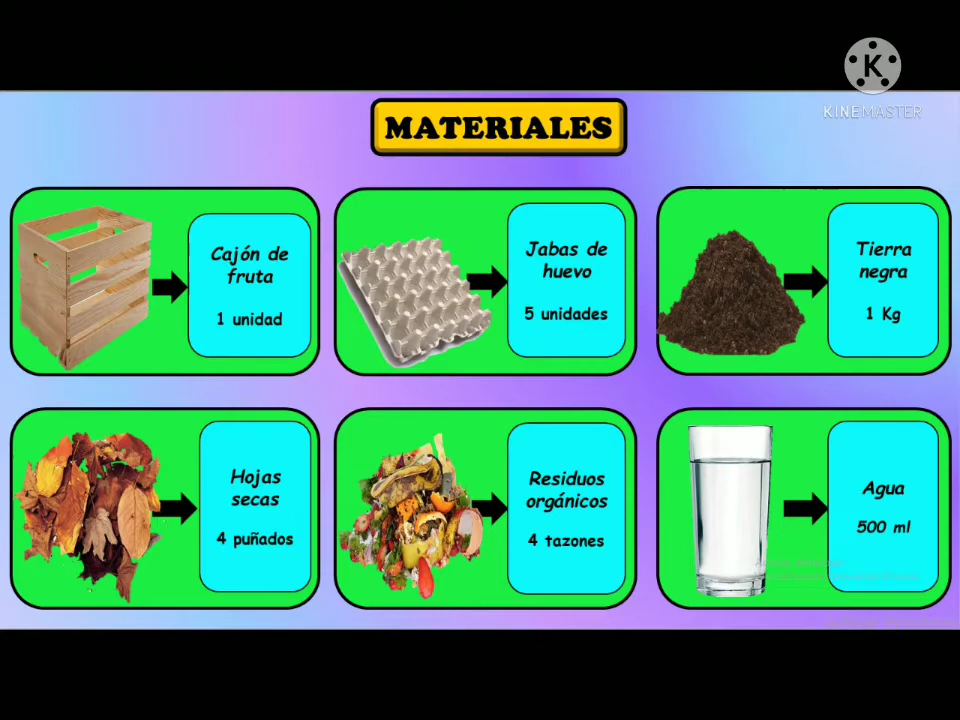 K
KINEMASTER
MATERIALES
Cajón de
fruta
1 unidad
Jabas de
huevo
5 unidades
Tierra
negra
1 Kg
Hojas
secas
4 puñados
Residuos
orgánicos
4 tazones
Agua
500 ml